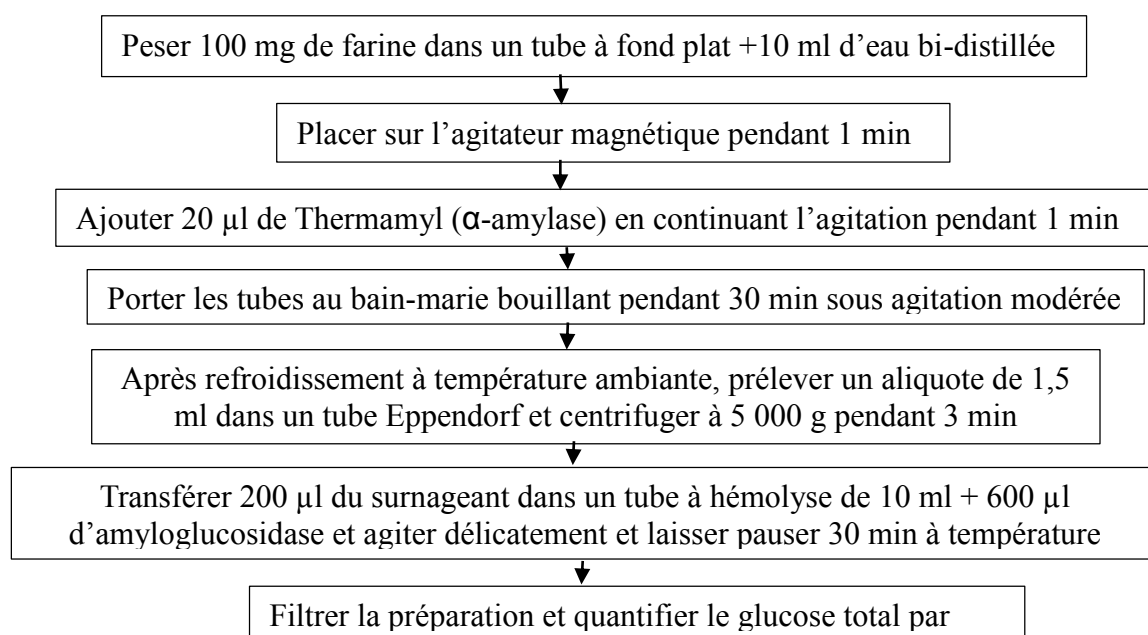 Peser 100 mg de farine dans un tube à fond plat +10 ml d’eau bi-distillée
Placer sur l’agitateur magnétique pendant 1 min
Ajouter 20 µl de Thermamyl (α-amylase) en continuant l’agitation pendant 1 min
Porter les tubes au bain-marie bouillant pendant 30 min sous agitation modérée
Après refroidissement à température ambiante, prélever un aliquote de 1,5
ml dans un tube Eppendorf et centrifuger à 5 000 g pendant 3 min
Transférer 200 µl du surnageant dans un tube à hémolyse de 10 ml + 600 µl
d’amyloglucosidase et agiter délicatement et laisser pauser 30 min à température
Filtrer la préparation et quantifier le glucose total par